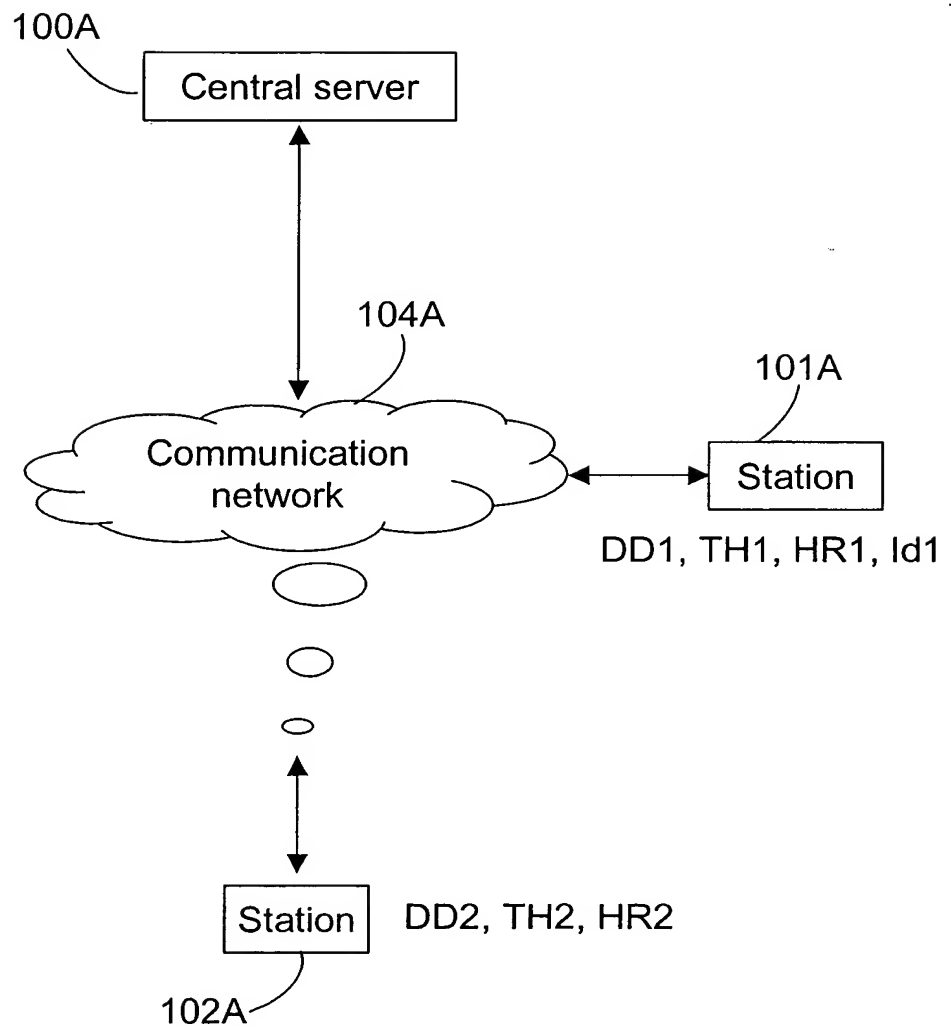 100A
Central server
104A
101A
Communication
network
Station
DD1, TH1, HR1, Id1
Station
DD2, TH2, HR2
102A